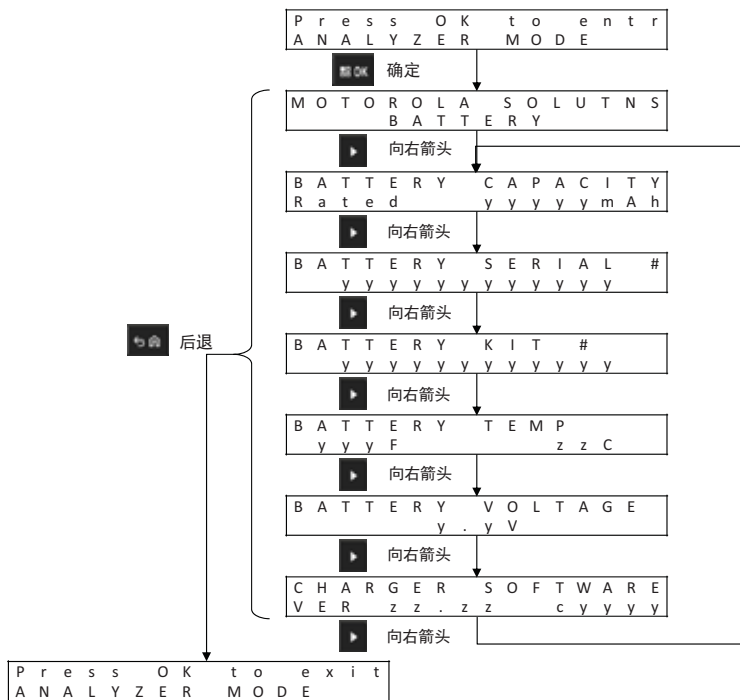 Press OK to entr
ANALYZER MODE
OK 确定
MOTOROLA SOLUTNS
BATTERY
向右箭头
BATTERY CAPACITY
Rated yyyyymAh
向右箭头
BATTERY SERIAL #
yyyyyyyyyyyy
向右箭头
后退
BATTERY KIT #
yyyyyyyyyyyy
向右箭头
BATTERY TEMP
yyyF zzC
向右箭头
BATTERY VOLTAGE
y.yV
向右箭头
CHARGER SOFTWARE
VER zz.zz cyyyy
向右箭头
Press OK to exit
ANALYZER MODE